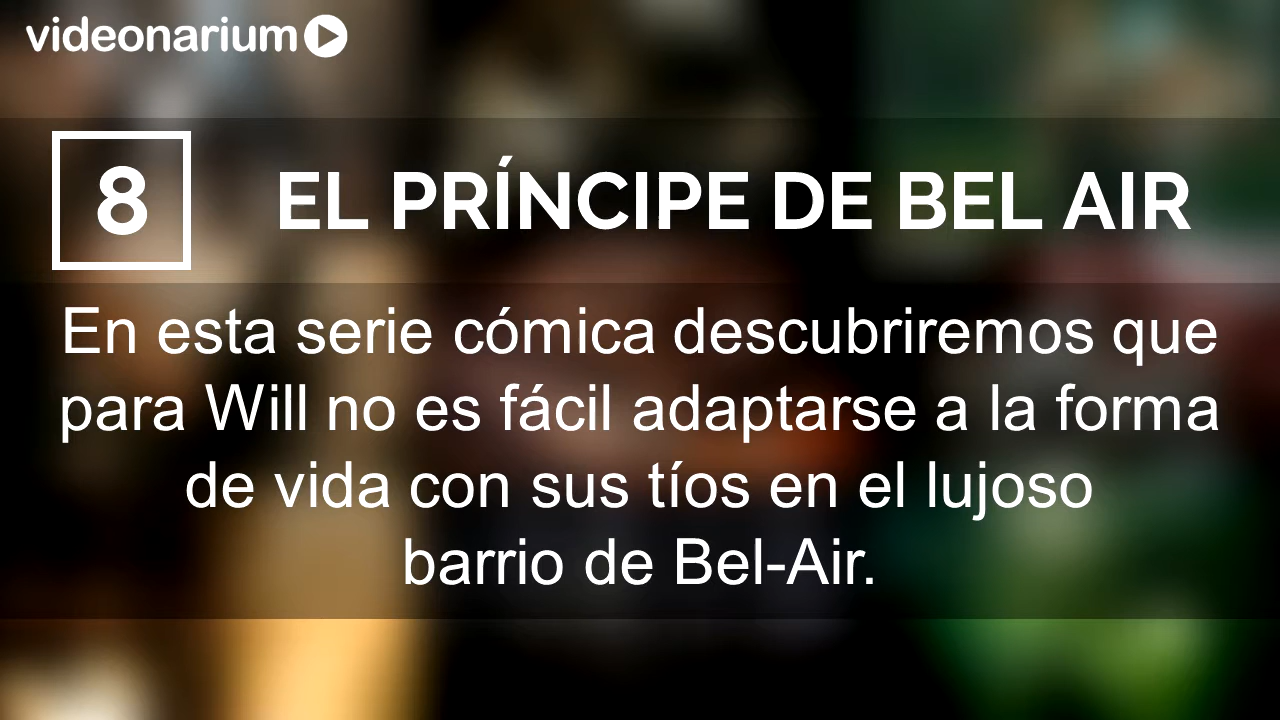 videonarium
8
EL PRÍNCIPE DE BEL AIR
En esta serie cómica descubriremos que
para Will no es fácil adaptarse a la forma
de vida con sus tíos en el lujoso
barrio de Bel-Air.